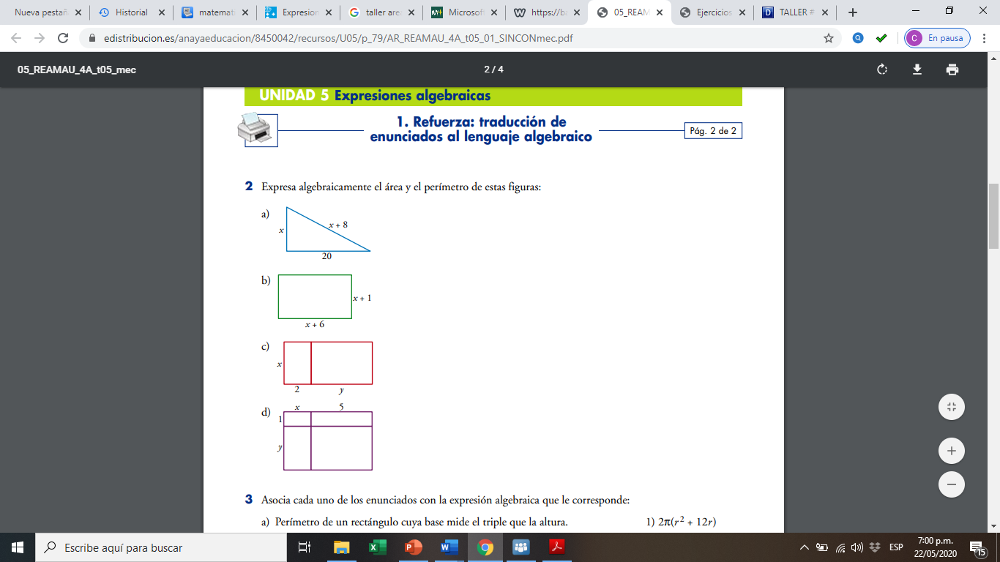 Nueva pestañ
Historial
matemat
Expresion
taller area
Microsof
https://ba
05_REAM
Ejercicios
TALLER #
edistribucion.es/anayaeducacion/8450042/recursos/U05/p_79/AR_REAMAU_4A_t05_01_SINCONmec.pdf
C En pausa
05_REAMAU_4A_t05_mec
2 / 4
UNIDAD 5 Expresiones algebraicas
1. Refuerza: traducción de
enunciados al lenguaje algebraico
Pág. 2 de 2
2 Expresa algebraicamente el área y el perímetro de estas figuras:
a)
x
x + 8
20
b)
x + 1
x + 6
c)
x
2
y
d)
x
5
1
y
3 Asocia cada uno de los enunciados con la expresión algebraica que le corresponde:
a) Perímetro de un rectángulo cuya base mide el triple que la altura.
1) 2π(r² + 12r)
Escribe aquí para buscar
ESP
7:00 p.m.
22/05/2020
15